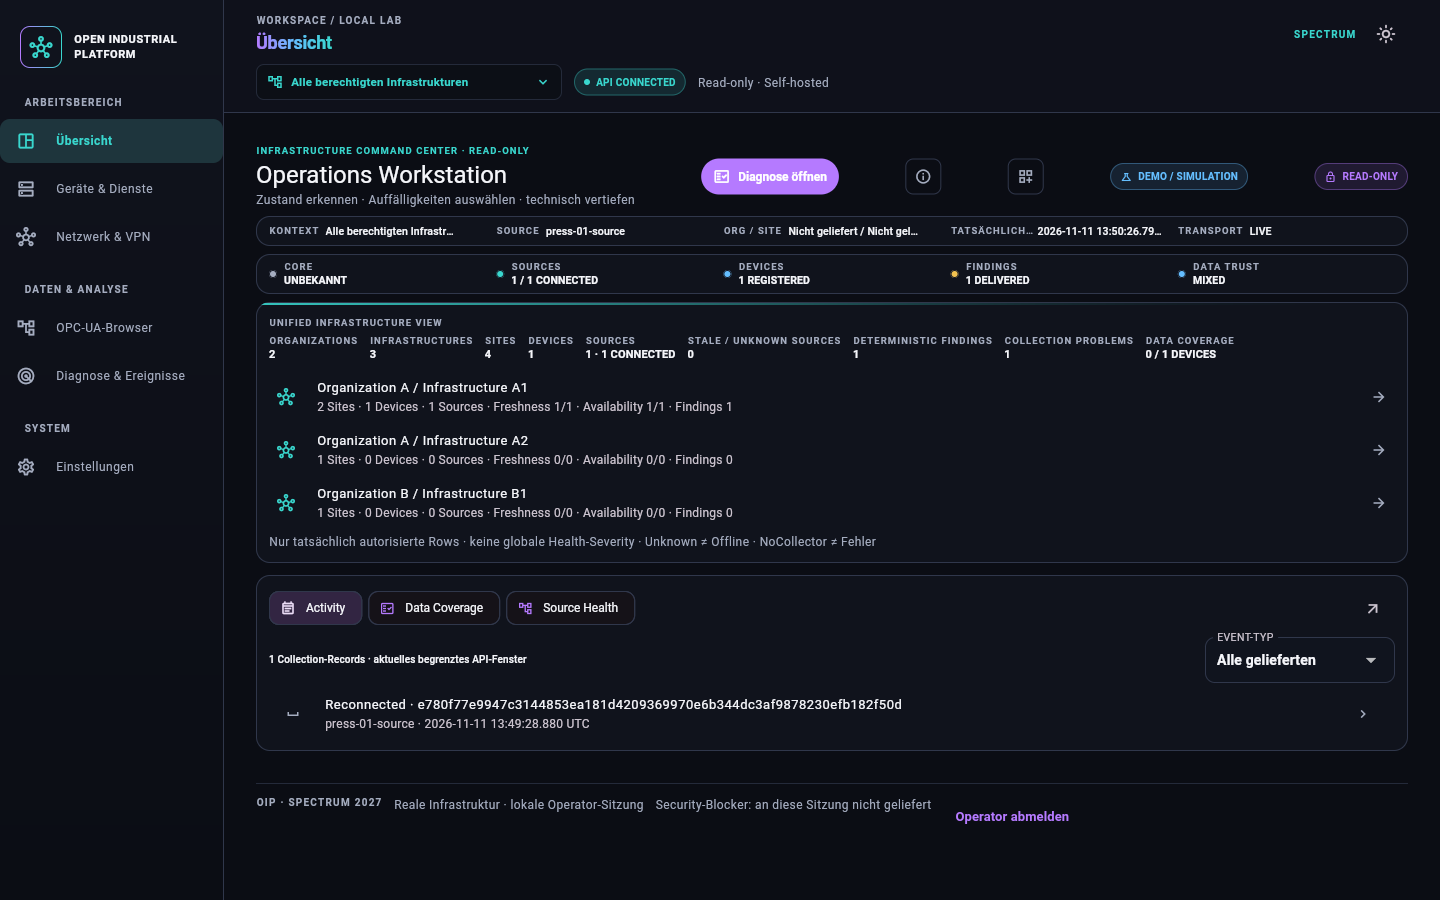 OPEN INDUSTRIAL
PLATFORM
ARBEITSBEREICH
Übersicht
Geräte & Dienste
Netzwerk & VPN
DATEN & ANALYSE
OPC-UA-Browser
Diagnose & Ereignisse
SYSTEM
Einstellungen
WORKSPACE / LOCAL LAB
Übersicht
SPECTRUM
Alle berechtigten Infrastrukturen
API CONNECTED
Read-only · Self-hosted
INFRASTRUCTURE COMMAND CENTER · READ-ONLY
Operations Workstation
Zustand erkennen · Auffälligkeiten auswählen · technisch vertiefen
Diagnose öffnen
DEMO / SIMULATION
READ-ONLY
KONTEXT Alle berechtigten Infrastr... SOURCE press-01-source ORG / SITE Nicht geliefert / Nicht gel... TATSÄCHLICH... 2026-11-11 13:50:26.79... TRANSPORT LIVE
CORE SOURCES DEVICES FINDINGS DATA TRUST
UNBEKANNT 1 / 1 CONNECTED 1 REGISTERED 1 DELIVERED MIXED
UNIFIED INFRASTRUCTURE VIEW
ORGANIZATIONS INFRASTRUCTURES SITES DEVICES SOURCES STALE / UNKNOWN SOURCES DETERMINISTIC FINDINGS COLLECTION PROBLEMS DATA COVERAGE
2 3 4 1 1 · 1 CONNECTED 0 1 1 0 / 1 DEVICES
Organization A / Infrastructure A1
2 Sites · 1 Devices · 1 Sources · Freshness 1/1 · Availability 1/1 · Findings 1
Organization A / Infrastructure A2
1 Sites · 0 Devices · 0 Sources · Freshness 0/0 · Availability 0/0 · Findings 0
Organization B / Infrastructure B1
1 Sites · 0 Devices · 0 Sources · Freshness 0/0 · Availability 0/0 · Findings 0
Nur tatsächlich autorisierte Rows · keine globale Health-Severity · Unknown ≠ Offline · NoCollector ≠ Fehler
Activity
Data Coverage
Source Health
EVENT-TYP
1 Collection-Records · aktuelles begrenztes API-Fenster
Alle gelieferten
Reconnected · e780f77e9947c3144853ea181d4209369970e6b344dc3af9878230efb182f50d
press-01-source · 2026-11-11 13:49:28.880 UTC
OIP · SPECTRUM 2027 Reale Infrastruktur · lokale Operator-Sitzung Security-Blocker: an diese Sitzung nicht geliefert
Operator abmelden